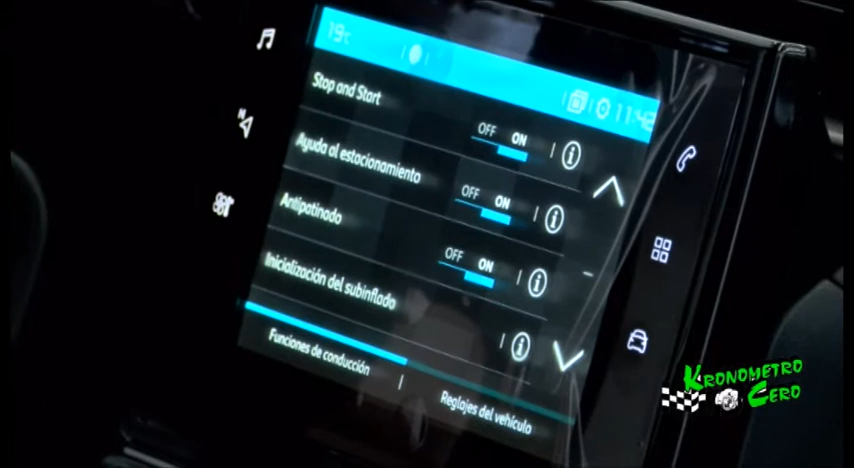 19°C
11:42
Stop and Start
OFF ON
Ayuda al estacionamiento
OFF ON
Antipatinado
OFF ON
Inicialización del subinflado
Funciones de conducción
Reglajes del vehículo
N
KRONOMETRO
CERO